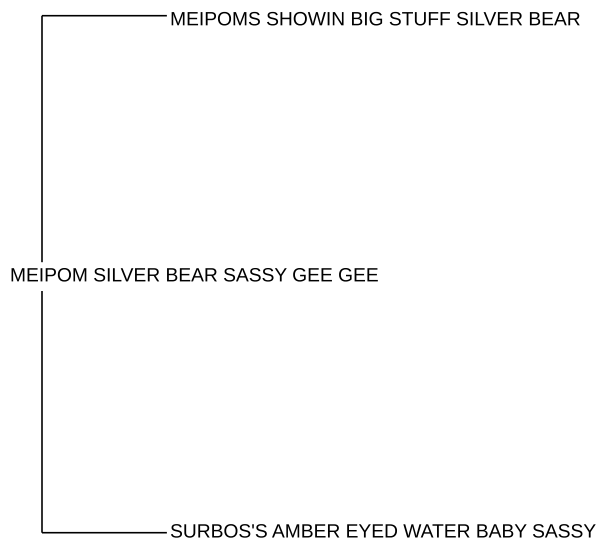 MEIPOMS SHOWIN BIG STUFF SILVER BEAR
MEIPOM SILVER BEAR SASSY GEE GEE
SURBOS'S AMBER EYED WATER BABY SASSY